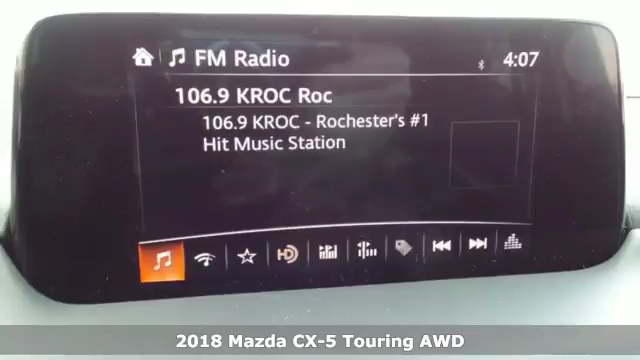 FM Radio
4:07
106.9 KROC Roc
106.9 KROC - Rochester's #1
Hit Music Station
HD
2018 Mazda CX-5 Touring AWD